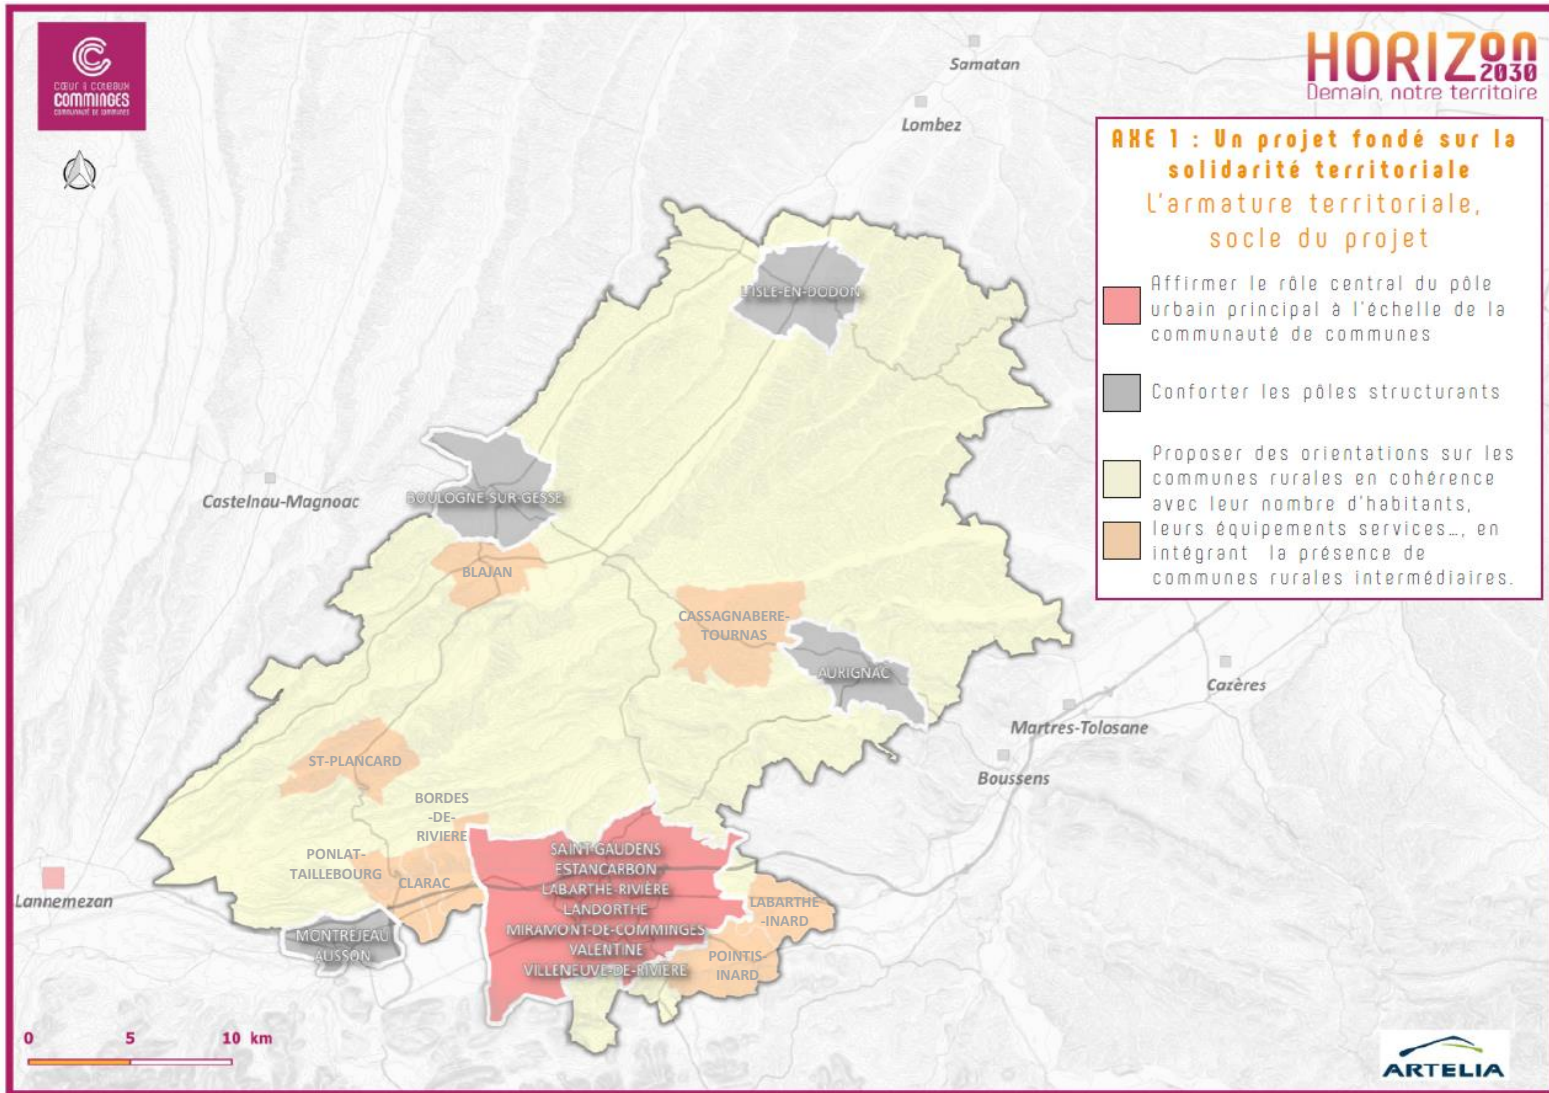 CŒUR & COTEAUX
COMMINGES
COMMUNAUTÉ DE COMMUNES
HORIZON
2030
Demain, notre territoire
AXE 1 : Un projet fondé sur la
solidarité territoriale
L'armature territoriale,
socle du projet
Affirmer le rôle central du pôle
urbain principal à l'échelle de la
communauté de communes
Conforter les pôles structurants
Proposer des orientations sur les
communes rurales en cohérence
avec leur nombre d'habitants,
leurs équipements services…, en
intégrant la présence de
communes rurales intermédiaires.
Samatan
Lombez
L'ISLE-EN-DODON
Castelnau-Magnoac
BOULOGNE-SUR-GESSE
BLAJAN
CASSAGNABERE-
TOURNAS
AURIGNAC
Cazères
Martres-Tolosane
Boussens
ST-PLANCARD
BORDES
-DE-
RIVIERE
PONLAT-
TAILLEBOURG
CLARAC
Lannemezan
MONTREJEAU
AUSSON
SAINT-GAUDENS
ESTANCARBON
LABARTHE-RIVIÈRE
LANDORTHE
MIRAMONT-DE-COMMINGES
VALENTINE
VILLENEUVE-DE-RIVIÈRE
LABARTHE
-INARD
POINTIS-
INARD
0 5 10 km
ARTELIA